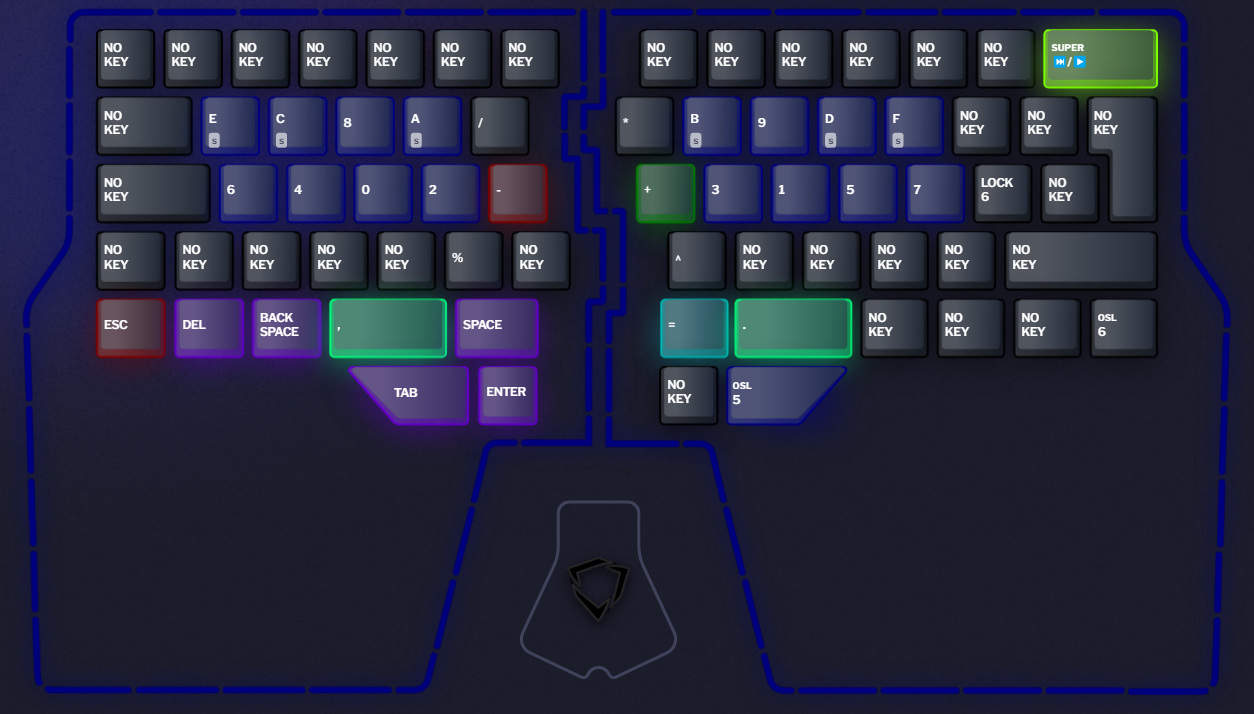 NO KEY NO KEY NO KEY NO KEY NO KEY NO KEY NO KEY NO KEY NO KEY NO KEY NO KEY NO KEY NO KEY SUPER ⏭/▶
NO KEY E s C s 8 A s / * B s 9 D s F s NO KEY NO KEY NO KEY
NO KEY 6 4 0 2 - + 3 1 5 7 LOCK 6 NO KEY
NO KEY NO KEY NO KEY NO KEY NO KEY % NO KEY ^ NO KEY NO KEY NO KEY NO KEY NO KEY
ESC DEL BACK SPACE , SPACE = . NO KEY NO KEY NO KEY OSL 6
TAB ENTER NO KEY OSL 5